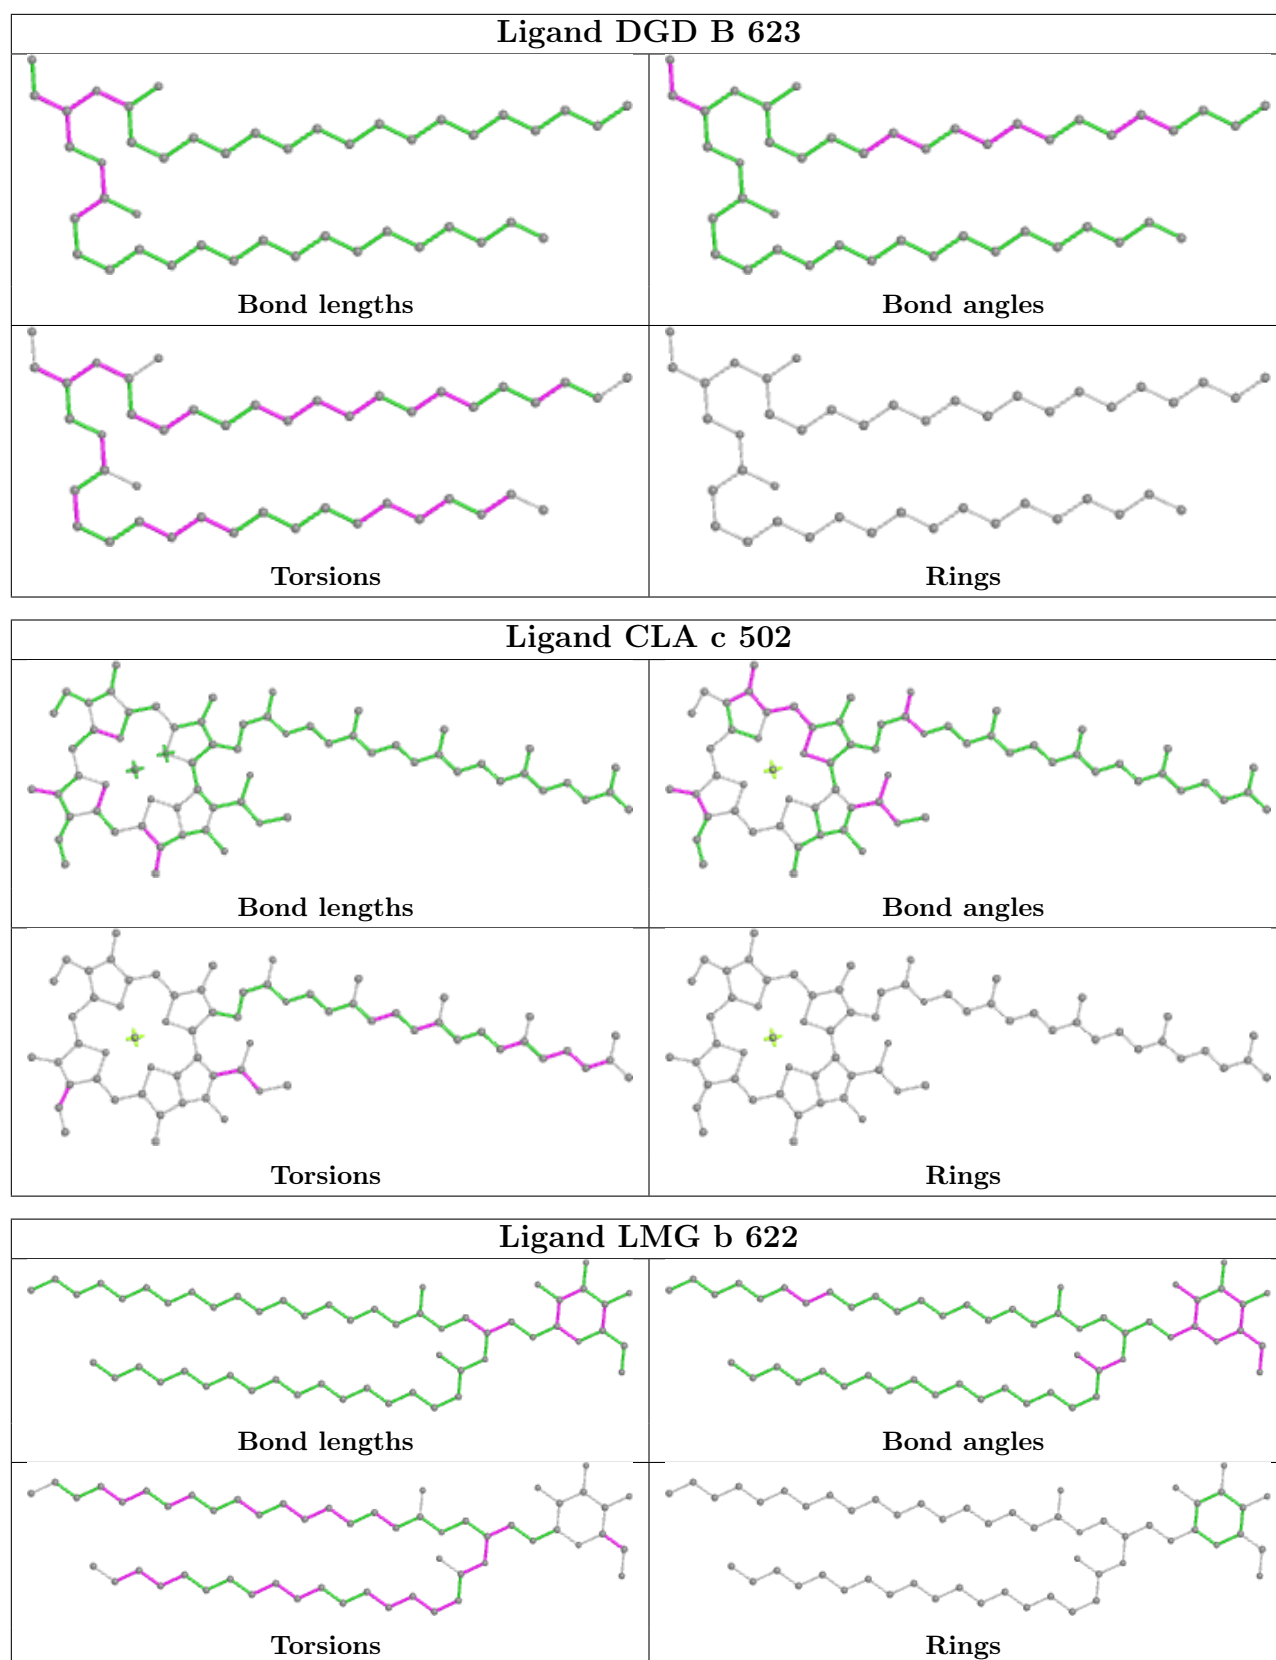 Ligand DGD B 623
Bond lengths
Bond angles
Torsions
Rings
Ligand CLA c 502
Bond lengths
Bond angles
Torsions
Rings
Ligand LMG b 622
Bond lengths
Bond angles
Torsions
Rings